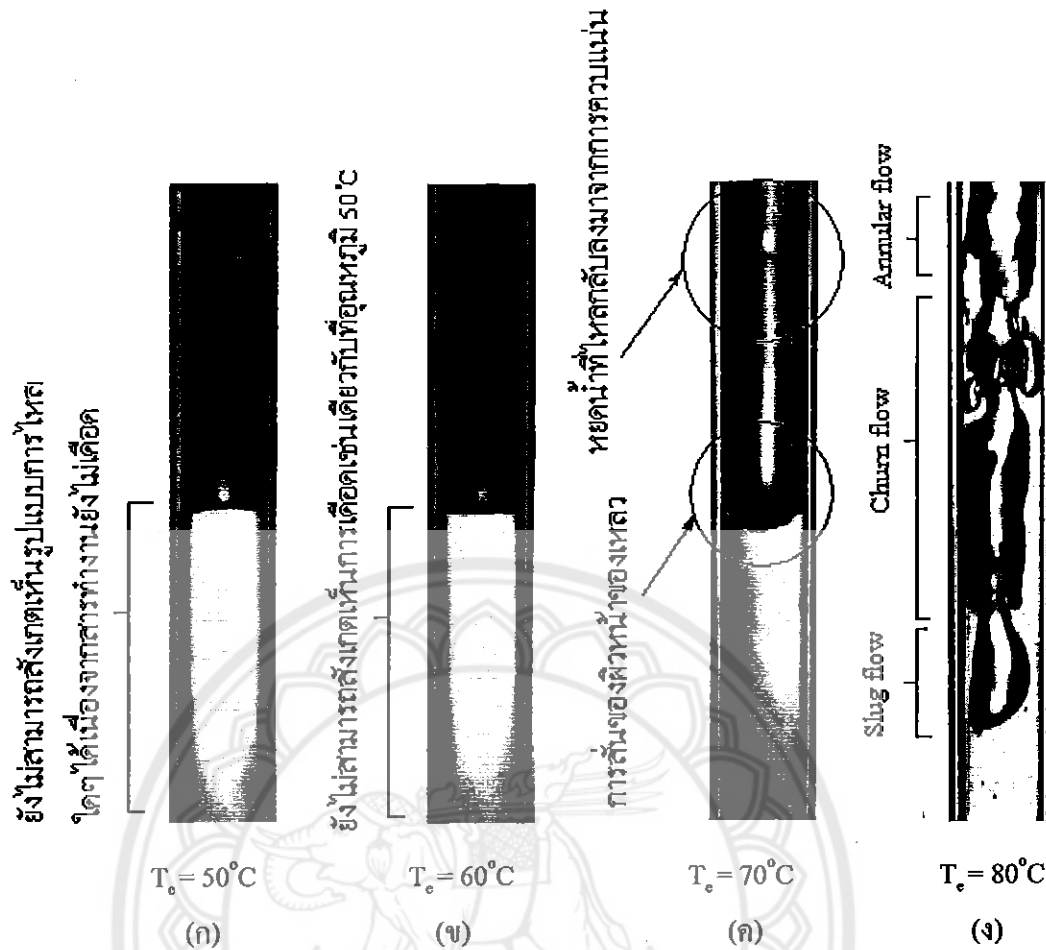 ยังไม่สามารถสังเกตเห็นรูปแบบการไหล
ใดๆได้เนื่องจากสารทำงานยังไม่เดือด
T_e = 50°C
(ก)
ยังไม่สามารถสังเกตเห็นการเดือดเช่นเดียวกับที่อุณหภูมิ 50°C
T_e = 60°C
(ข)
การสั่นของผิวหน้าของเหลว
หยดน้ำที่ไหลกลับลงมาจากการควบแน่น
T_e = 70°C
(ค)
Slug flow
Churn flow
Annular flow
T_e = 80°C
(ง)